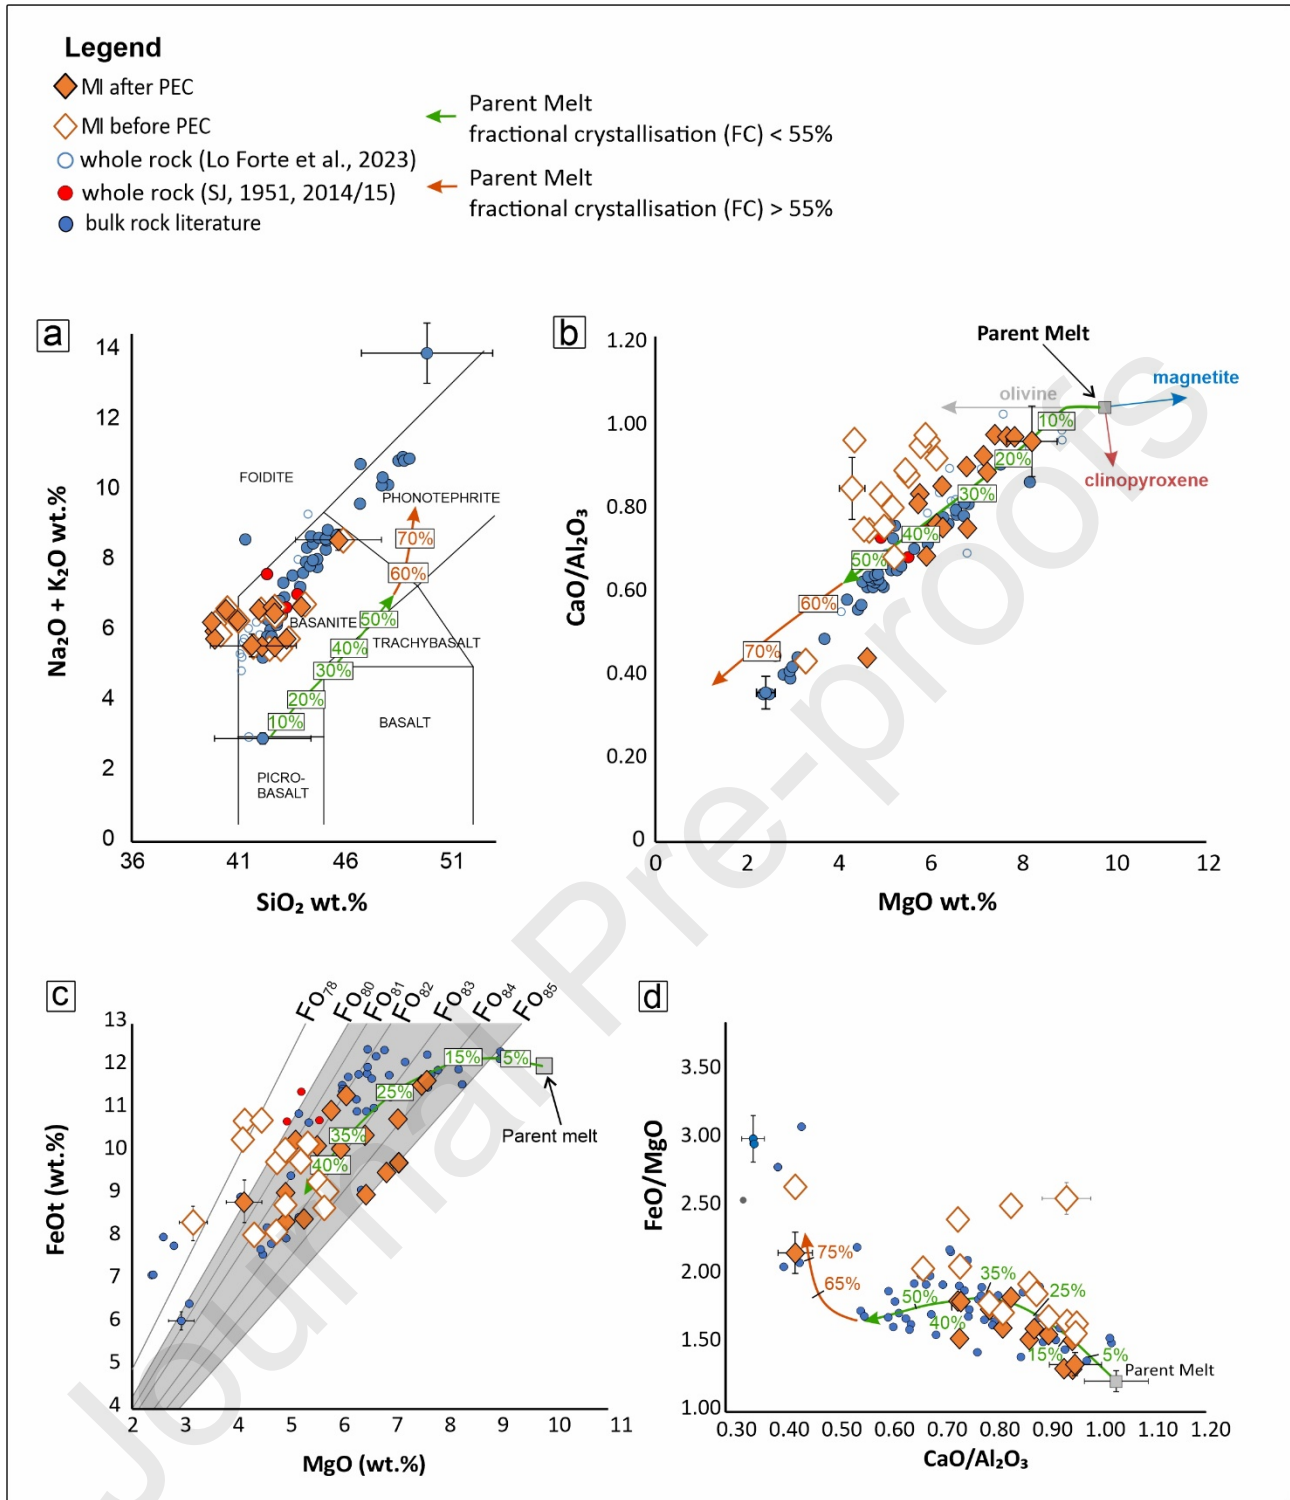 Legend
MI after PEC
MI before PEC
whole rock (Lo Forte et al., 2023)
whole rock (SJ, 1951, 2014/15)
bulk rock literature
Parent Melt
fractional crystallisation (FC) < 55%
Parent Melt
fractional crystallisation (FC) > 55%
a
14
12
10
8
6
4
2
0
36
41
46
51
Na₂O + K₂O wt.%
SiO₂ wt.%
FOIDITE
PHONOTEPHRITE
BASANITE
TRACHYBASALT
BASALT
PICRO-
BASALT
70%
60%
50%
40%
30%
20%
10%
b
1.20
1.00
0.80
0.60
0.40
0.20
0
0
2
4
6
8
10
12
CaO/Al₂O₃
MgO wt.%
Parent Melt
magnetite
olivine
clinopyroxene
10%
20%
30%
40%
50%
60%
70%
c
13
12
11
10
9
8
7
6
5
4
2
3
4
5
6
7
8
9
10
11
FeOt (wt.%)
MgO (wt.%)
Fo₇₈
Fo₈₀
Fo₈₁
Fo₈₂
Fo₈₃
Fo₈₄
Fo₈₅
15%
5%
25%
35%
40%
Parent melt
d
3.50
3.00
2.50
2.00
1.50
1.00
0.30
0.40
0.50
0.60
0.70
0.80
0.90
1.00
1.10
1.20
FeO/MgO
CaO/Al₂O₃
75%
65%
50%
40%
35%
25%
15%
5%
Parent Melt
Journal Pre-proofs